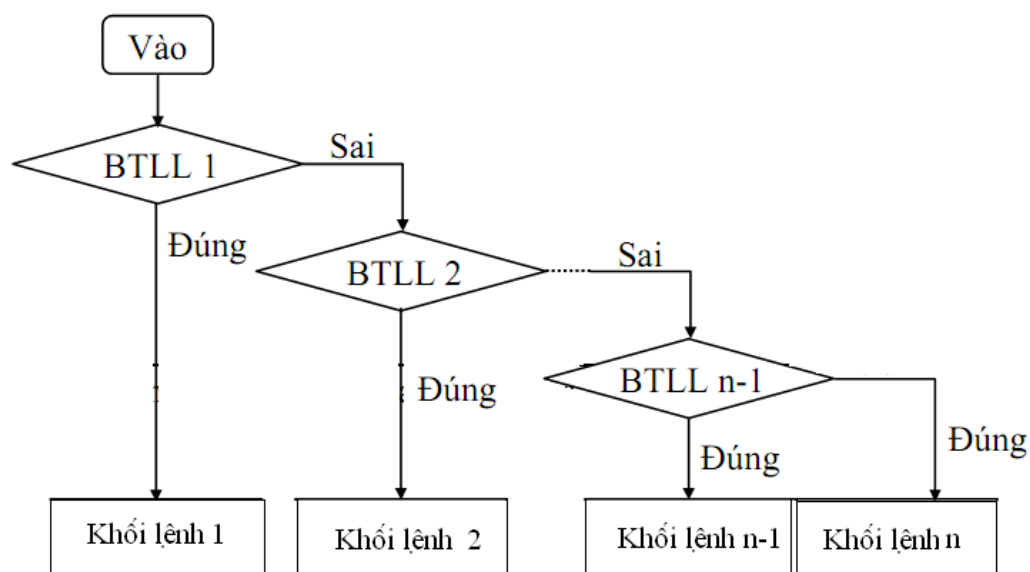 Vào
BTLL 1
Sai
Đúng
BTLL 2
Sai
Đúng
BTLL n-1
Đúng
Đúng
Khối lệnh 1
Khối lệnh 2
Khối lệnh n-1
Khối lệnh n